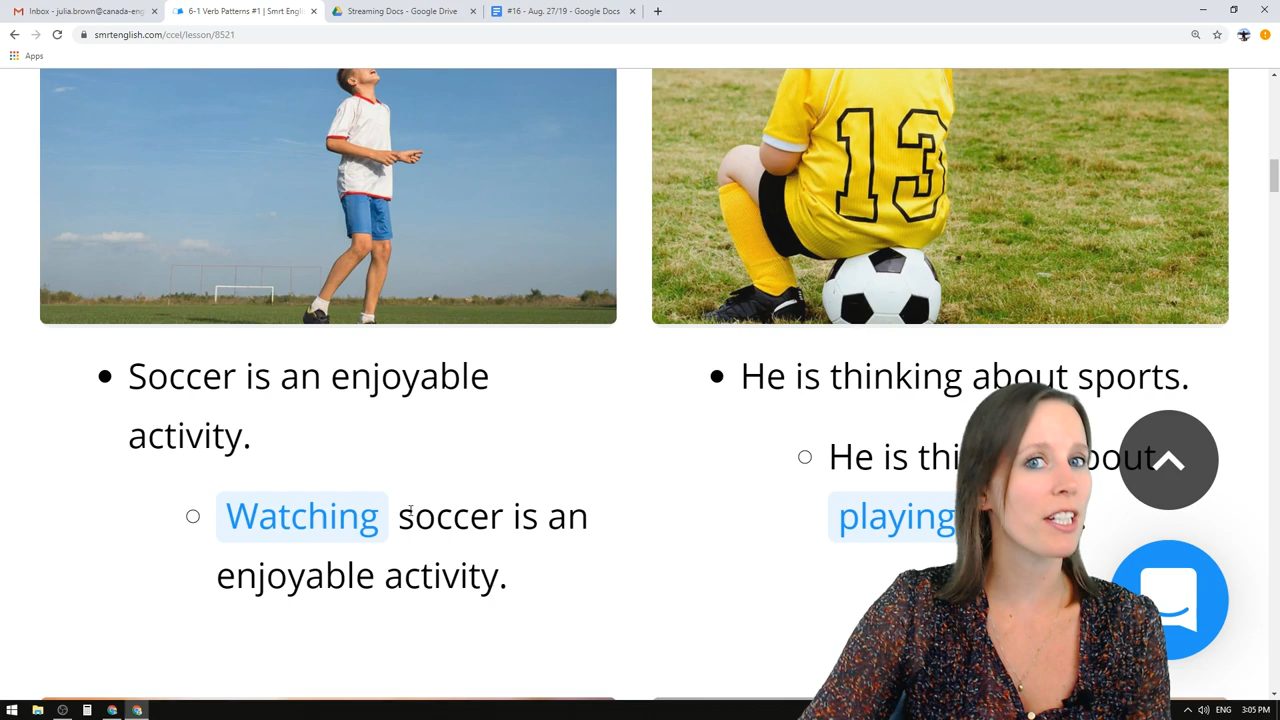 Inbox - julia.brown@canada-eng
6-1 Verb Patterns #1 | Smrt Engli
Streaming Docs - Google Drive
#16 - Aug. 27/19 - Google Docs
smrtenglish.com/ccel/lesson/8521
Apps
13
Soccer is an enjoyable
activity.
Watching soccer is an
enjoyable activity.
He is thinking about sports.
He is
playing
ENG
3:05 PM